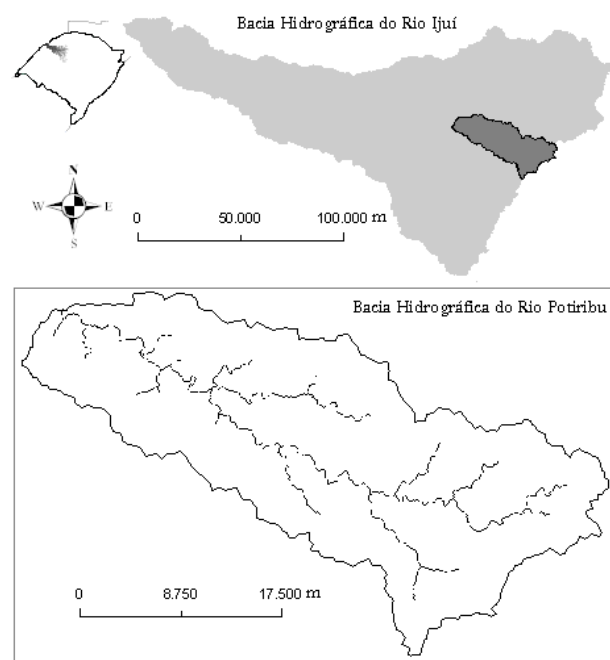 Bacia Hidrográfica do Rio Ijuí
N
W E
S
0 50.000 100.000 m
Bacia Hidrográfica do Rio Potiribu
0 8.750 17.500 m